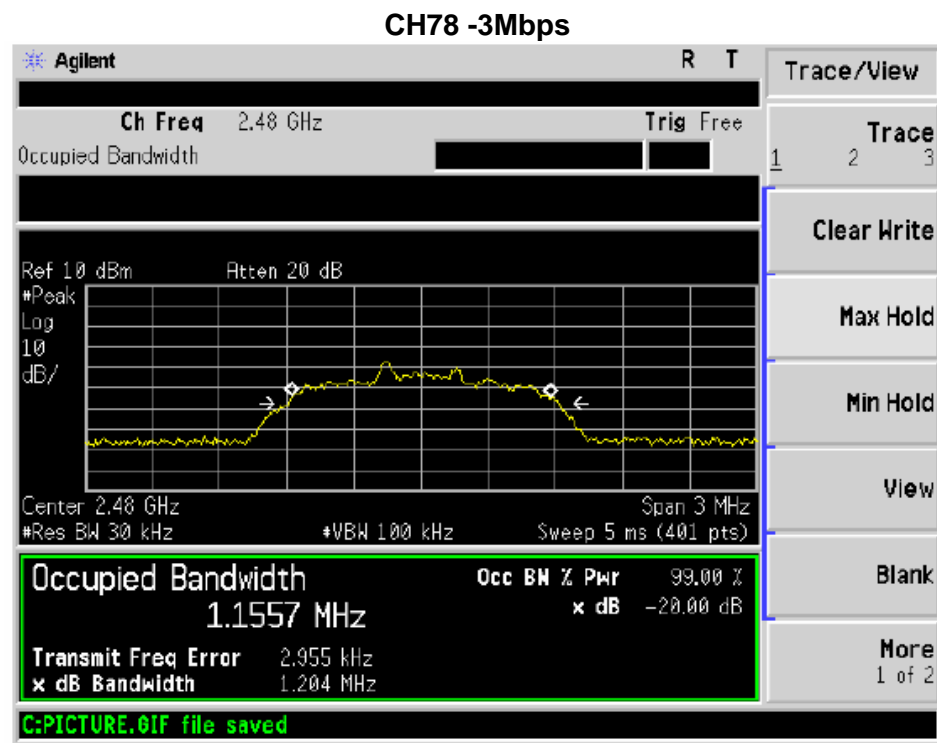 CH78 -3Mbps
Agilent R T
Trace/View
Ch Freq 2.48 GHz Trig Free
Occupied Bandwidth
Trace
1 2 3
Clear Write
Ref 10 dBm Atten 20 dB
#Peak
Log
10
dB/
Max Hold
Min Hold
View
Center 2.48 GHz Span 3 MHz
#Res BW 30 kHz #VBW 100 kHz Sweep 5 ms (401 pts)
Occupied Bandwidth Occ BW % Pwr 99.00 %
1.1557 MHz x dB -20.00 dB
Blank
Transmit Freq Error 2.955 kHz
x dB Bandwidth 1.204 MHz
More
1 of 2
C:PICTURE.GIF file saved